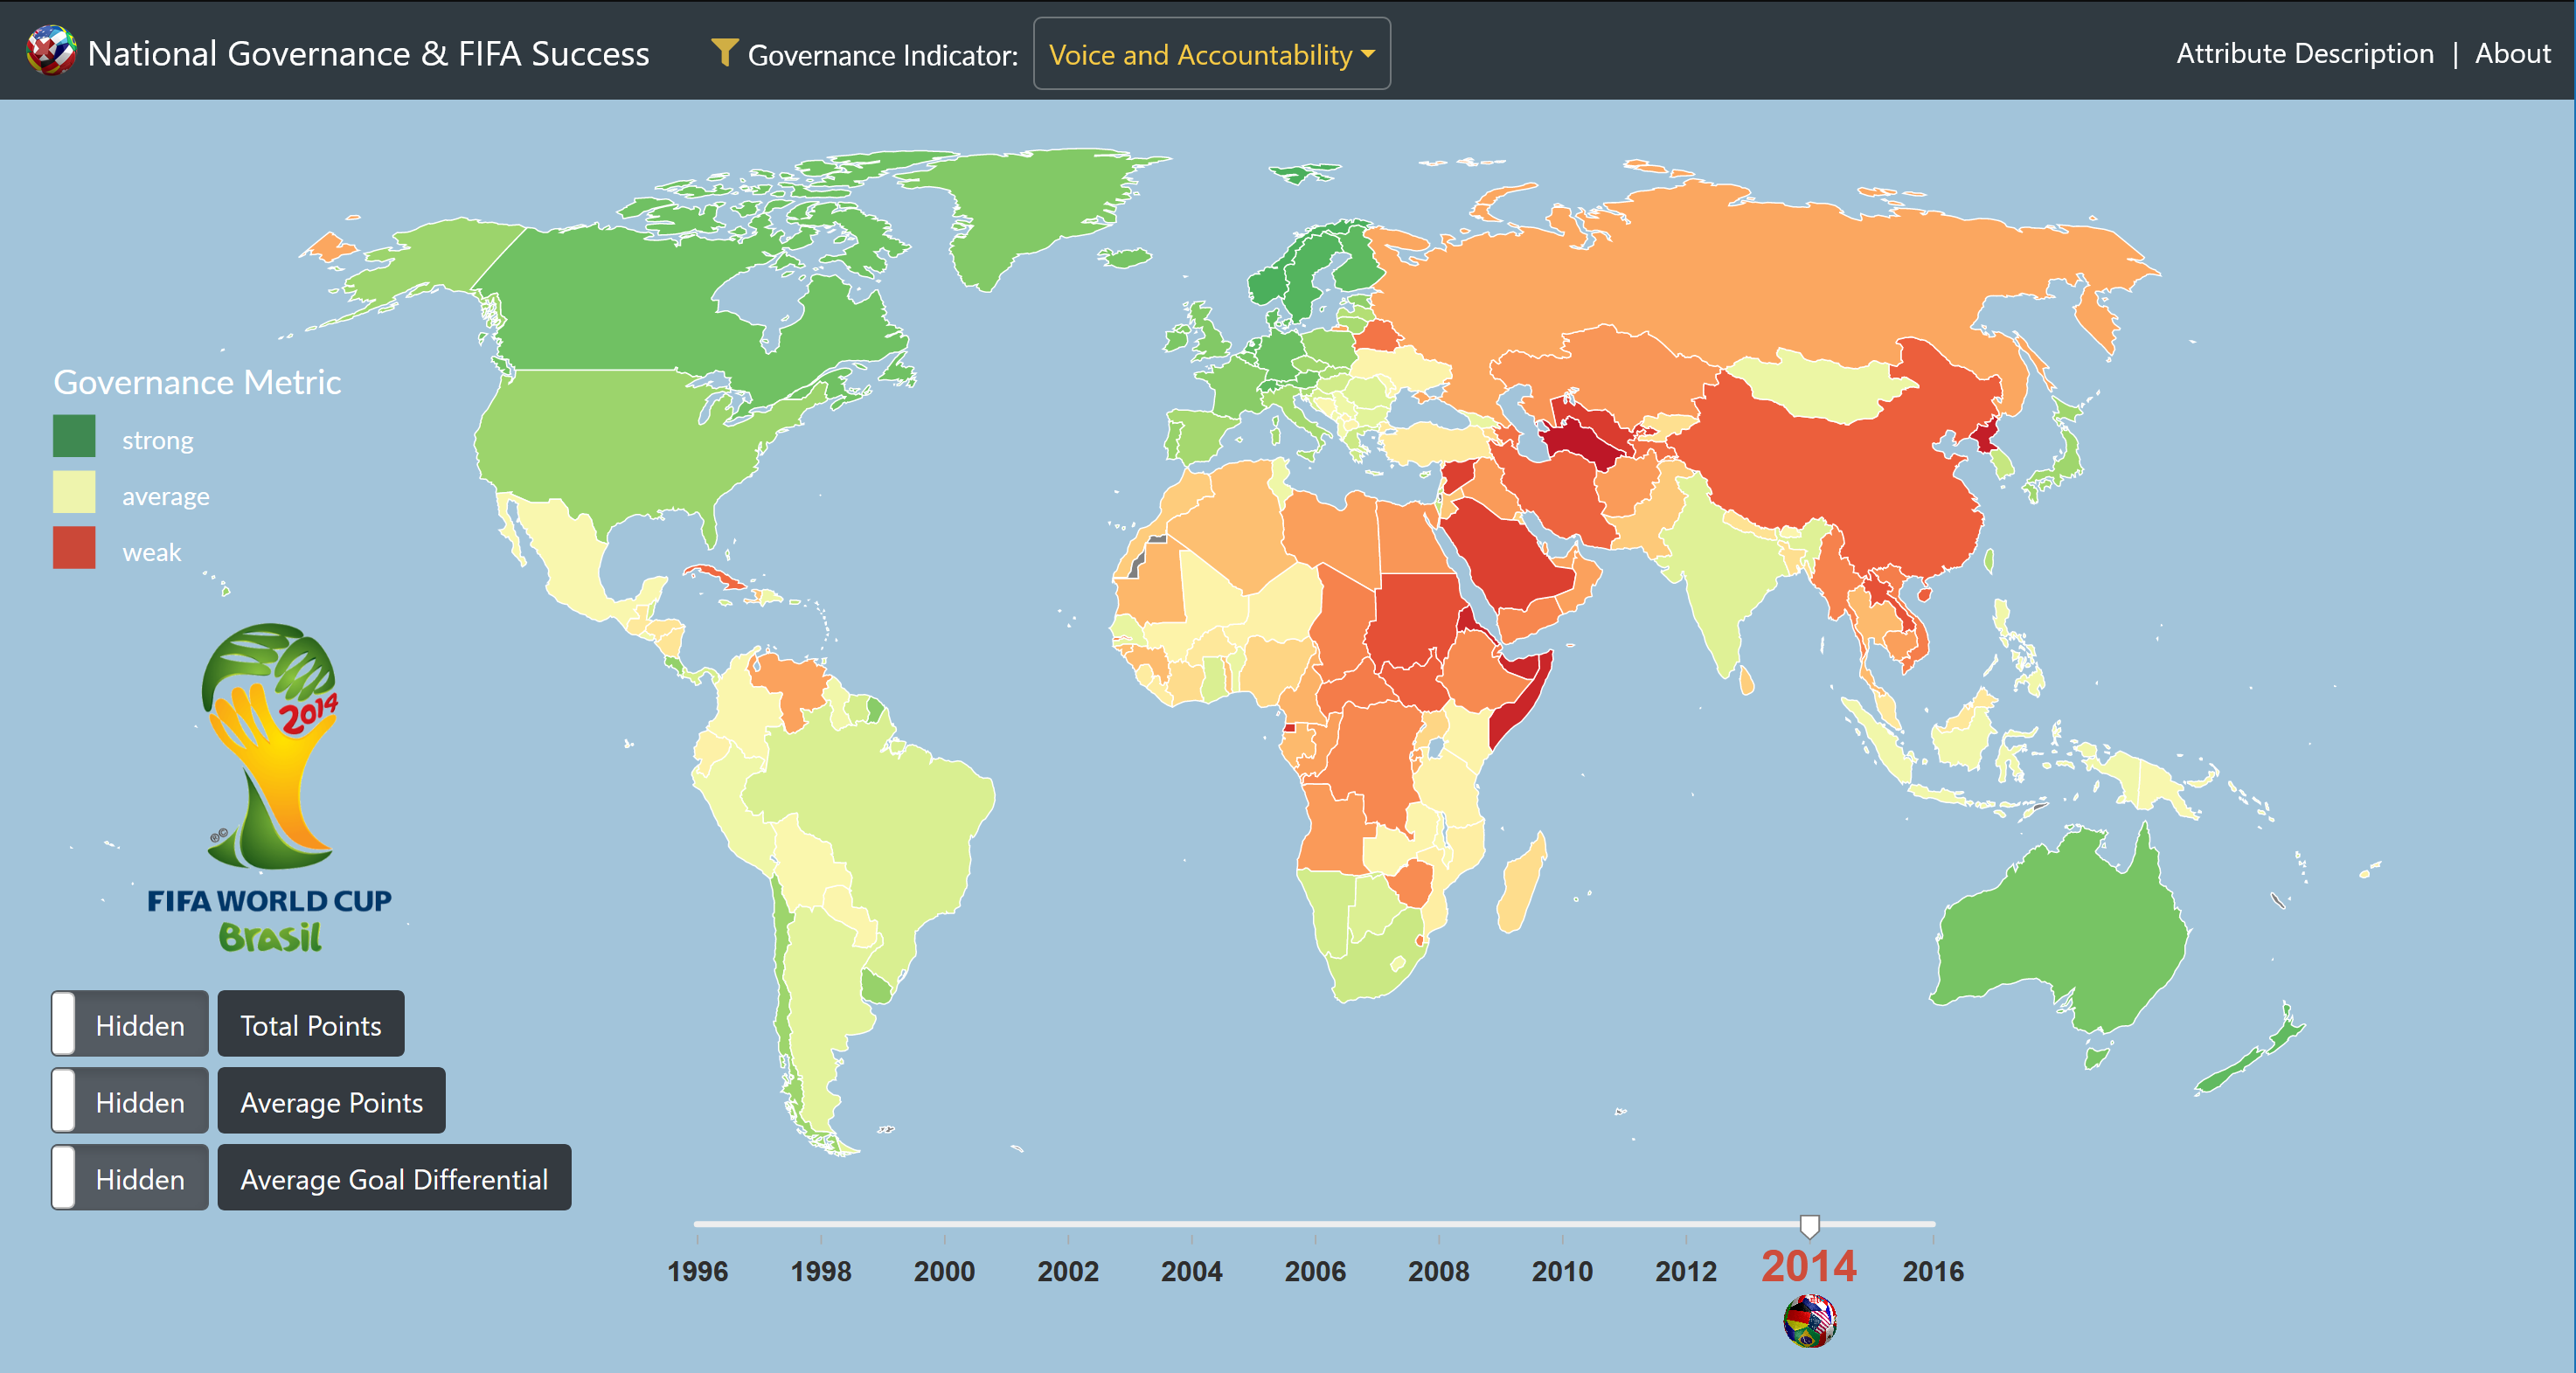 National Governance & FIFA Success
Governance Indicator: Voice and Accountability
Attribute Description | About
Governance Metric
strong
average
weak
2014
®©
FIFA WORLD CUP
Brasil
Hidden Total Points
Hidden Average Points
Hidden Average Goal Differential
1996 1998 2000 2002 2004 2006 2008 2010 2012 2014 2016